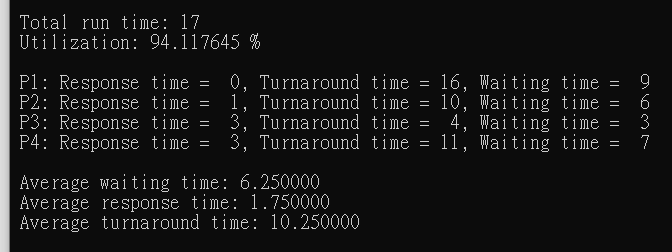 Total run time: 17
Utilization: 94.117645 %
P1: Response time =  0, Turnaround time = 16, Waiting time =  9
P2: Response time =  1, Turnaround time = 10, Waiting time =  6
P3: Response time =  3, Turnaround time =  4, Waiting time =  3
P4: Response time =  3, Turnaround time = 11, Waiting time =  7
Average waiting time: 6.250000
Average response time: 1.750000
Average turnaround time: 10.250000